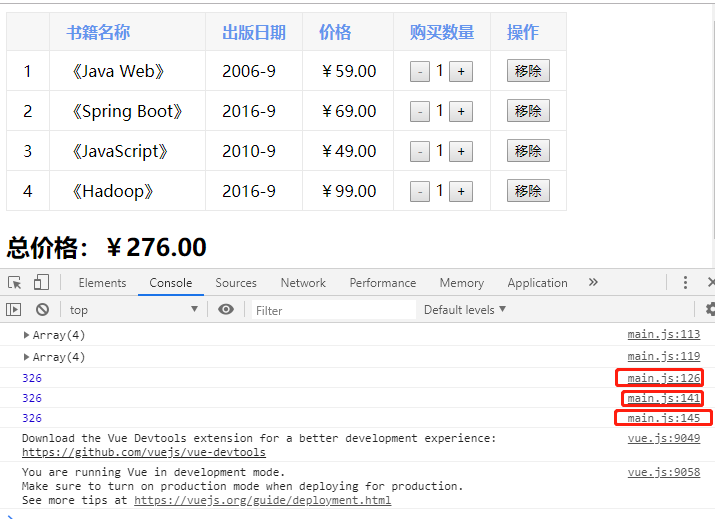 书籍名称 出版日期 价格 购买数量 操作
1 《Java Web》 2006-9 ￥59.00 - 1 + 移除
2 《Spring Boot》 2016-9 ￥69.00 - 1 + 移除
3 《JavaScript》 2010-9 ￥49.00 - 1 + 移除
4 《Hadoop》 2016-9 ￥99.00 - 1 + 移除
总价格：￥276.00
Elements Console Sources Network Performance Memory Application »
top Filter Default levels
Array(4) main.js:113
Array(4) main.js:119
326 main.js:126
326 main.js:141
326 main.js:145
Download the Vue Devtools extension for a better development experience: vue.js:9049
https://github.com/vuejs/vue-devtools
You are running Vue in development mode. vue.js:9058
Make sure to turn on production mode when deploying for production.
See more tips at https://vuejs.org/guide/deployment.html